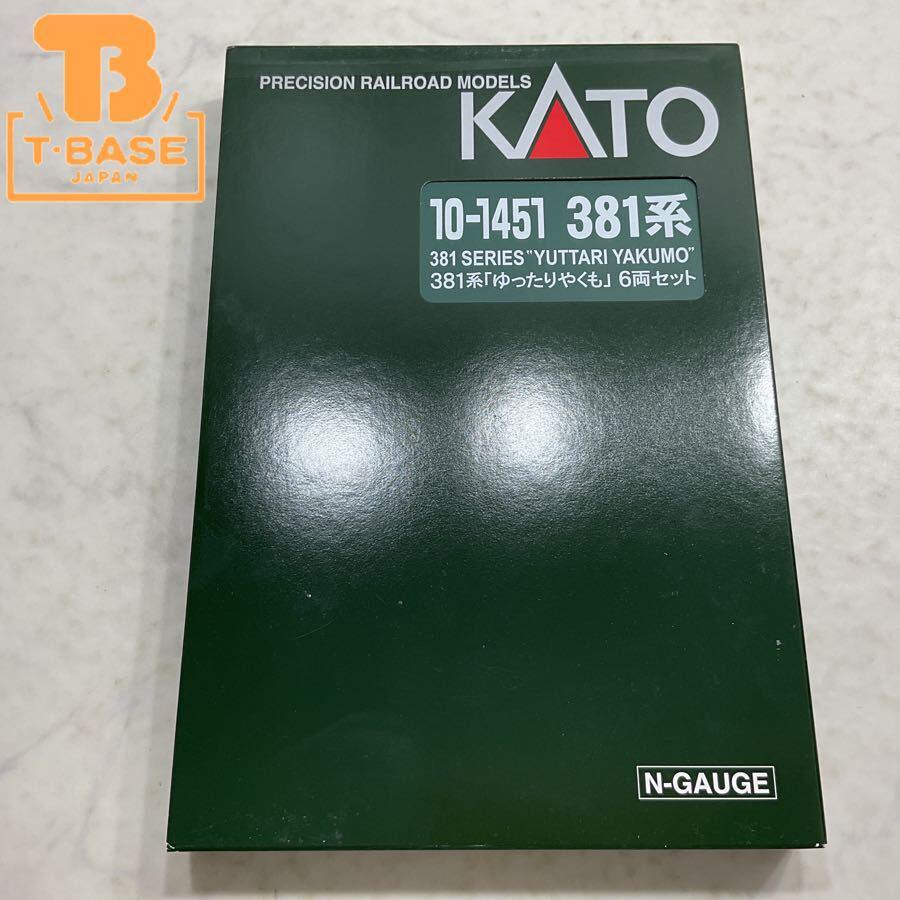 B
T·BASE
JAPAN
PRECISION RAILROAD MODELS
KATO
10-1451 381系
381 SERIES "YUTTARI YAKUMO"
381系「ゆったりやくも」 6両セット
N-GAUGE